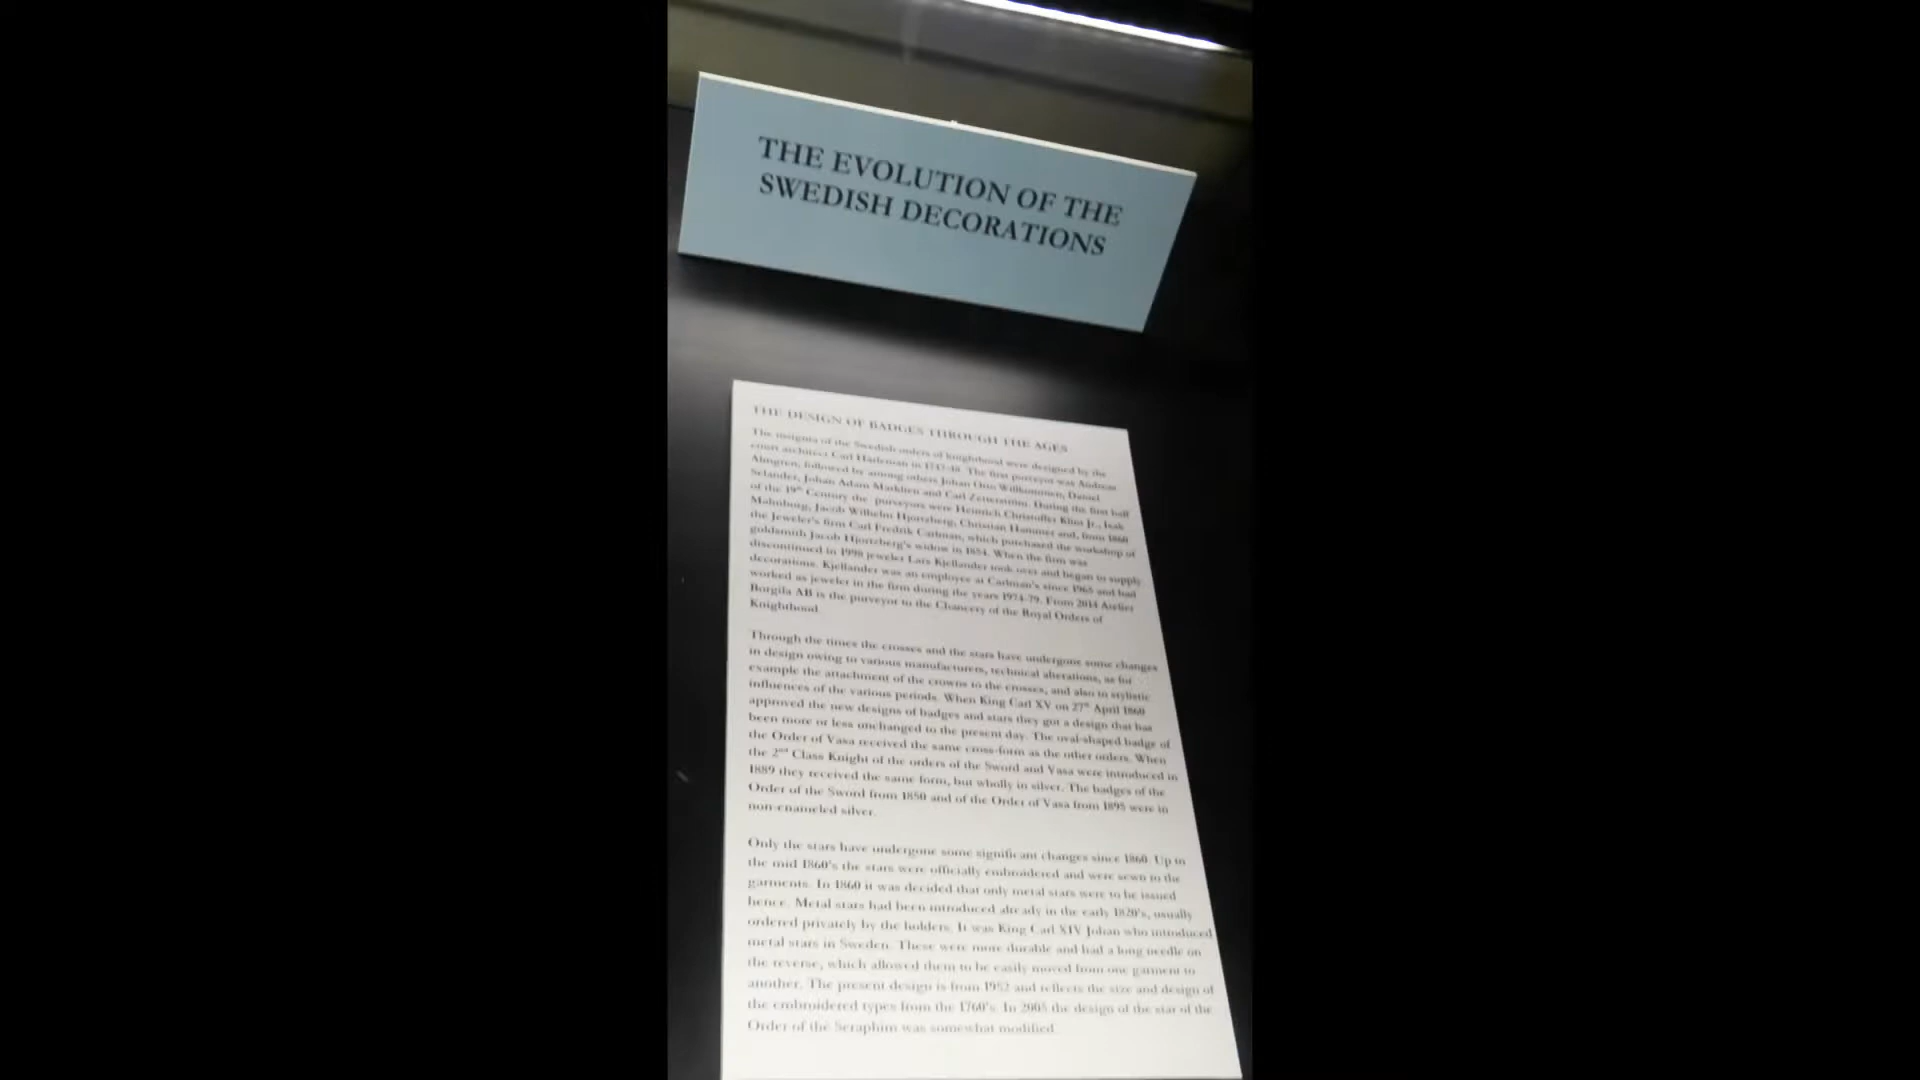 THE EVOLUTION OF THE
SWEDISH DECORATIONS
THE DESIGN OF BADGES THROUGH THE AGES
The insignia of the Swedish orders of knighthood were designed by the
court architect Carl Hårleman in 1747-48. The first purveyor was Andreas
Almgren, followed by among others Johan Otto Willkommen, Daniel
Selander, Johan Adam Marklien and Carl Zetterström. During the first half
of the 19th Century the purveyors were Heinrich Christoffer Jr., Isak
Malmborg, Jacob Wilhelm Hjortzberg, Christian Hammer and, from 1860
the Jeweler's firm Carl Fredrik Carlman, which purchased the workshop of
goldsmith Jacob Hjortzberg's widow in 1854. When the firm was
discontinued in 1998 jeweler Lars Kjellander took over and began to supply
decorations. Kjellander was an employee at Carlman's since 1965 and had
worked as jeweler in the firm during the years 1974-79. From 2014 Atelier
Borgila AB is the purveyor to the Chancery of the Royal Orders of
Knighthood.
Through the times the crosses and the stars have undergone some changes
in design owing to various manufacturers, technical alterations, as for
example the attachment of the crowns to the crosses, and also to stylistic
influences of the various periods. When King Carl XV on 27th April 1860
approved the new designs of badges and stars they got a design that has
been more or less unchanged to the present day. The oval-shaped badge of
the Order of Vasa received the same cross-form as the other orders. When
the 2nd Class Knight of the orders of the Sword and Vasa were introduced in
1889 they received the same form, but wholly in silver. The badges of the
Order of the Sword from 1850 and of the Order of Vasa from 1895 were in
non-enameled silver.
Only the stars have undergone some significant changes since 1860. Up to
the mid 1860's the stars were officially embroidered and were sewn to the
garments. In 1860 it was decided that only metal stars were to be issued
hence. Metal stars had been introduced already in the early 1820's, usually
ordered privately by the holders. It was King Carl XIV Johan who introduced
metal stars in Sweden. These were more durable and had a long needle on
the reverse, which allowed them to be easily moved from one garment to
another. The present design is from 1952 and reflects the size and design of
the embroidered types from the 1760's. In 2005 the design of the star of the
Order of the Seraphim was somewhat modified.